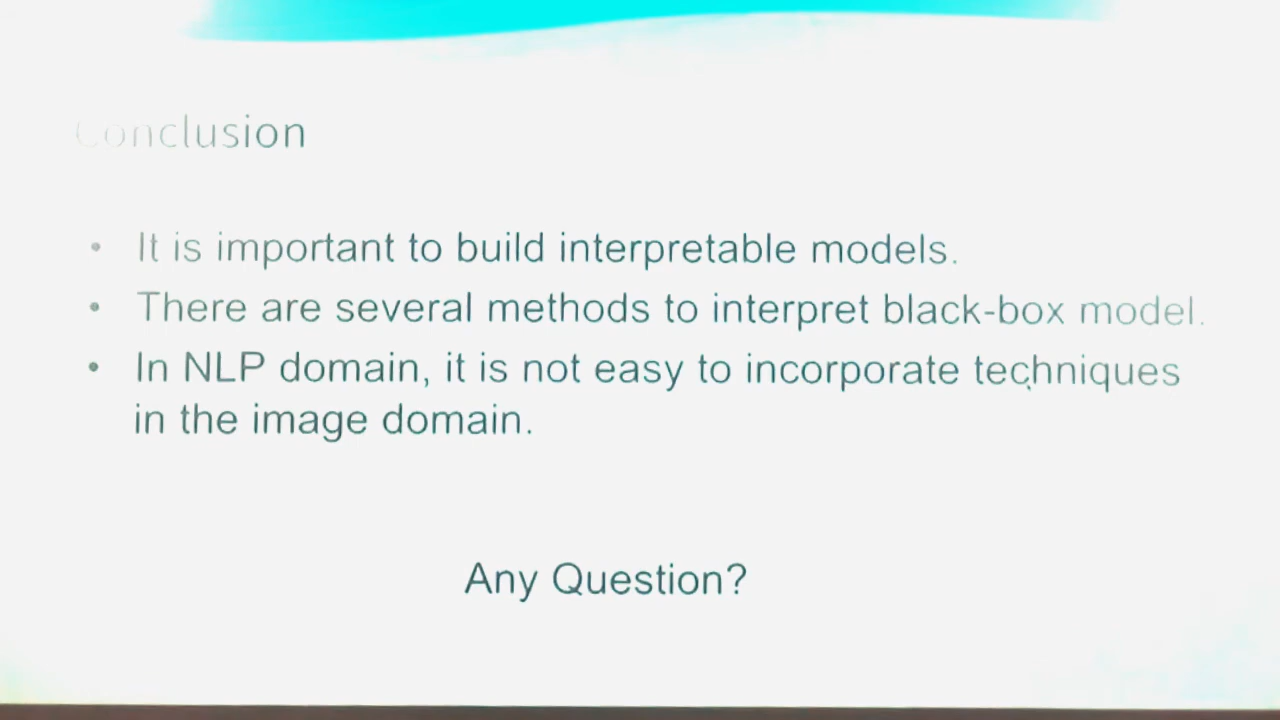 Conclusion
• It is important to build interpretable models.
• There are several methods to interpret black-box model.
• In NLP domain, it is not easy to incorporate techniques
in the image domain.
Any Question?